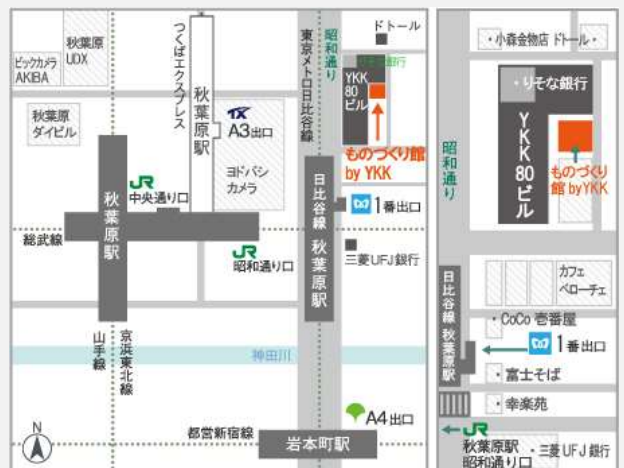 秋葉原
UDX
ビックカメラ
AKIBA
つくばエクスプレス
秋葉原駅
秋葉原
ダイビル
TX
A3出口
ヨドバシ
カメラ
東京メトロ日比谷線
昭和通り
ドトール
りそな銀行
YKK
80
ビル
ものづくり館
by YKK
JR
中央通り口
秋葉原駅
総武線
JR
昭和通り口
日比谷線 秋葉原駅
1番出口
三菱UFJ銀行
山手線
京浜東北線
神田川
A4出口
都営新宿線
岩本町駅
N
・小森金物店 ドトール・
・りそな銀行
YKK80ビル
ものづくり
館 byYKK
昭和通り
日比谷線 秋葉原駅
カフェ
ベローチェ
・CoCo 壱番屋
1番出口
・富士そば
・幸楽苑
JR
秋葉原駅
昭和通り口
・三菱UFJ銀行